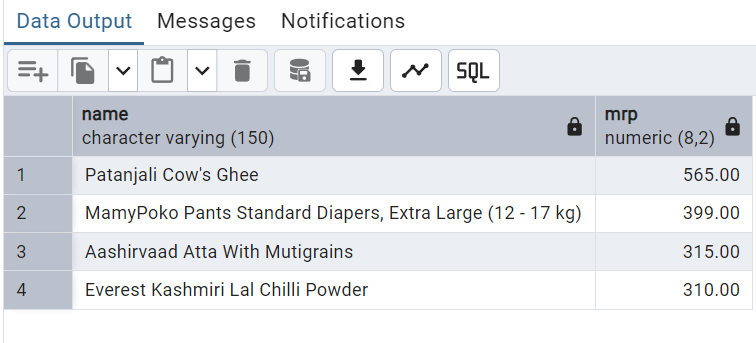 Data Output Messages Notifications
SQL
name mrp
character varying (150) numeric (8,2)
1 Patanjali Cow's Ghee 565.00
2 MamyPoko Pants Standard Diapers, Extra Large (12 - 17 kg) 399.00
3 Aashirvaad Atta With Mutigrains 315.00
4 Everest Kashmiri Lal Chilli Powder 310.00